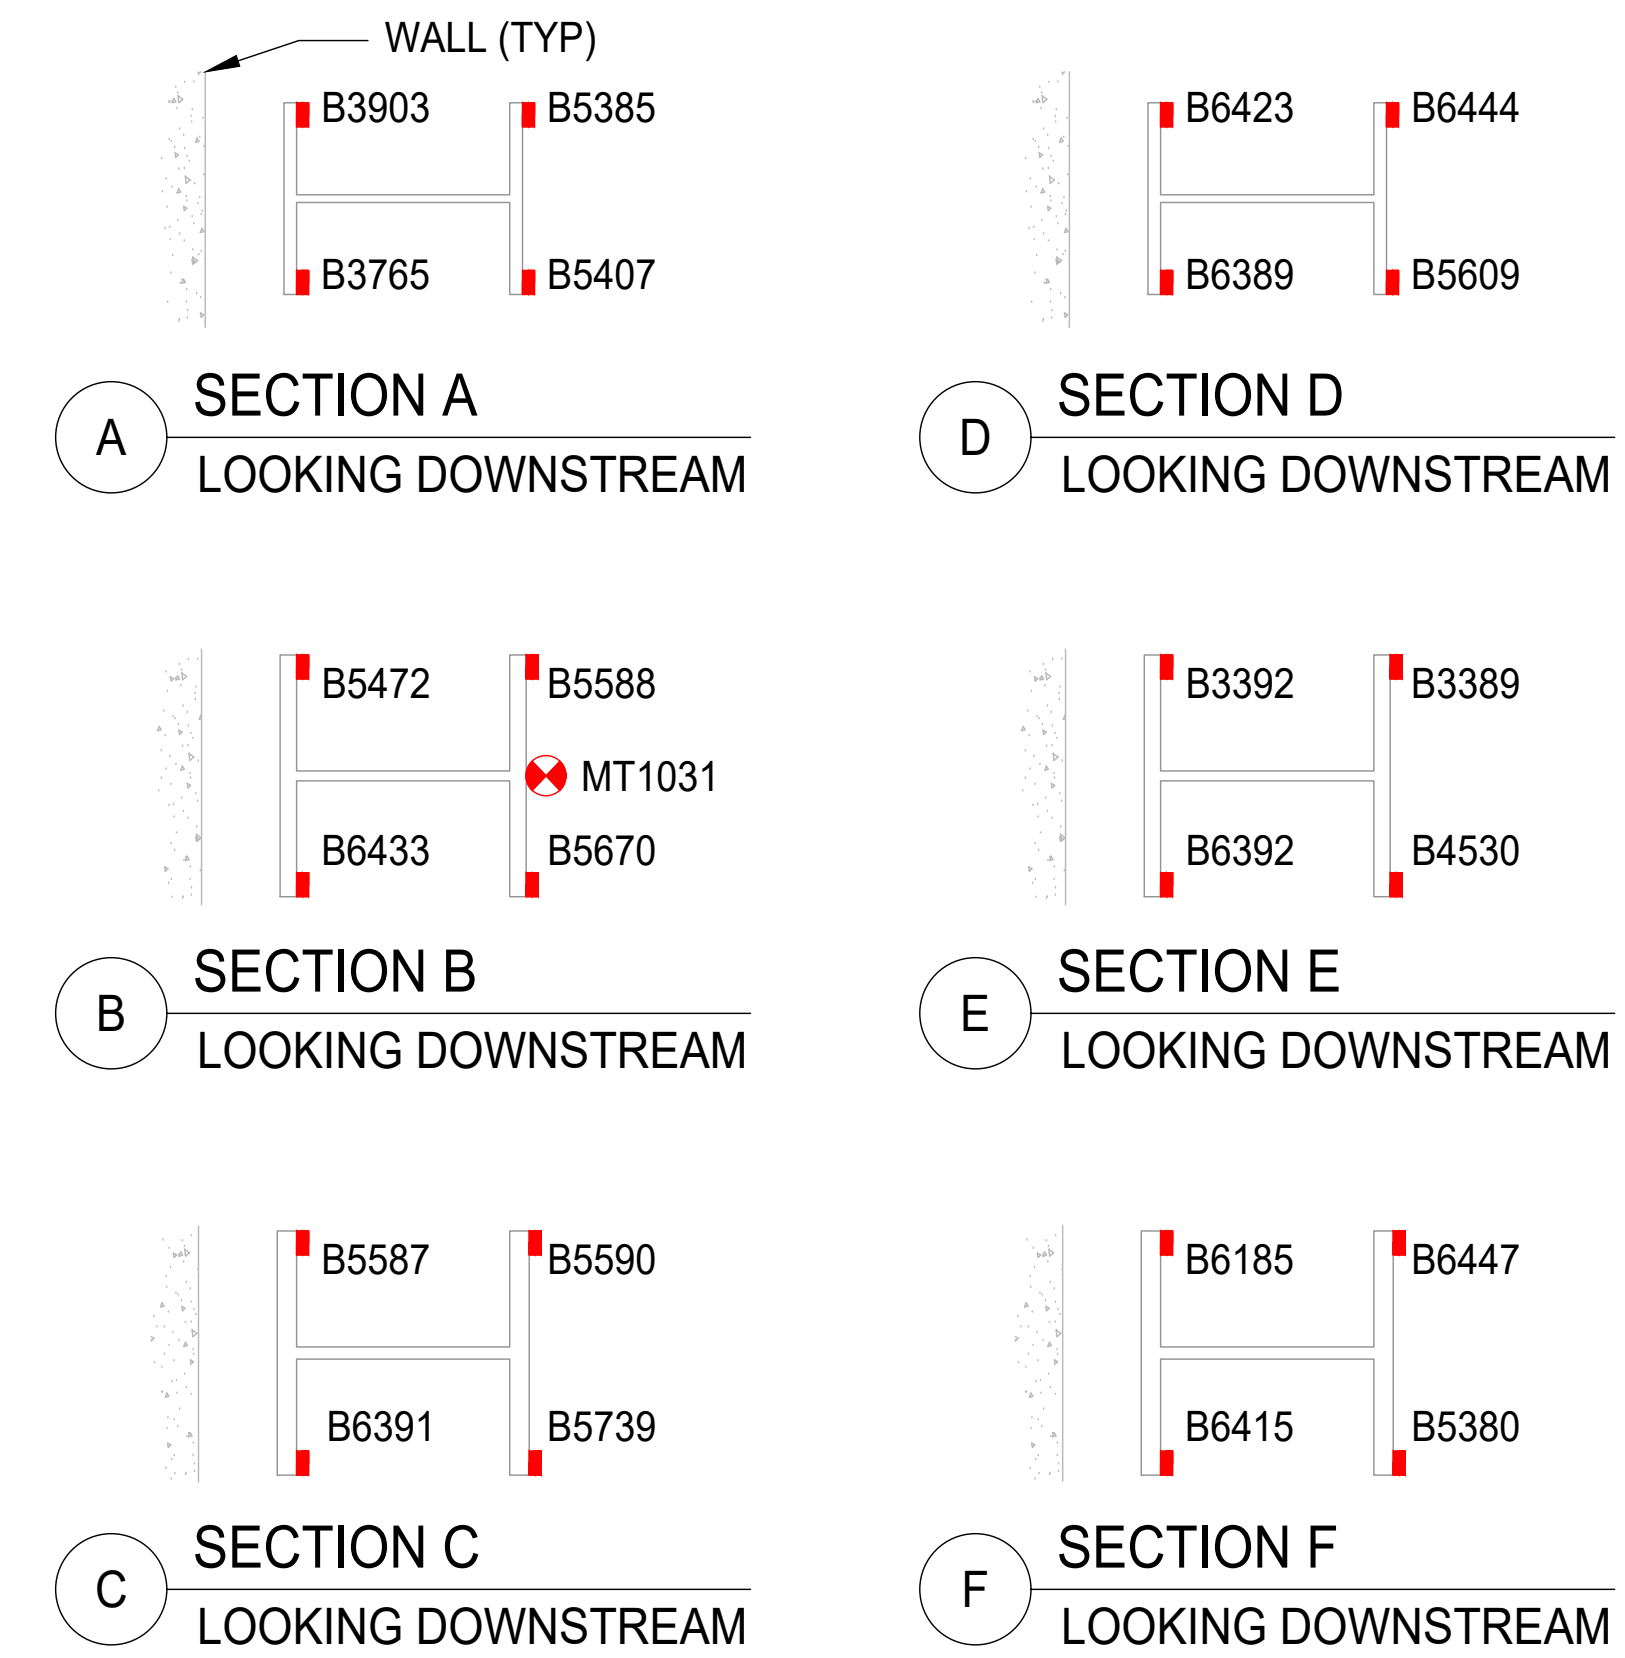 WALL (TYP)
B3903 B5385
B3765 B5407
A SECTION A
LOOKING DOWNSTREAM
B6423 B6444
B6389 B5609
D SECTION D
LOOKING DOWNSTREAM
B5472 B5588
MT1031
B6433 B5670
B SECTION B
LOOKING DOWNSTREAM
B3392 B3389
B6392 B4530
E SECTION E
LOOKING DOWNSTREAM
B5587 B5590
B6391 B5739
C SECTION C
LOOKING DOWNSTREAM
B6185 B6447
B6415 B5380
F SECTION F
LOOKING DOWNSTREAM